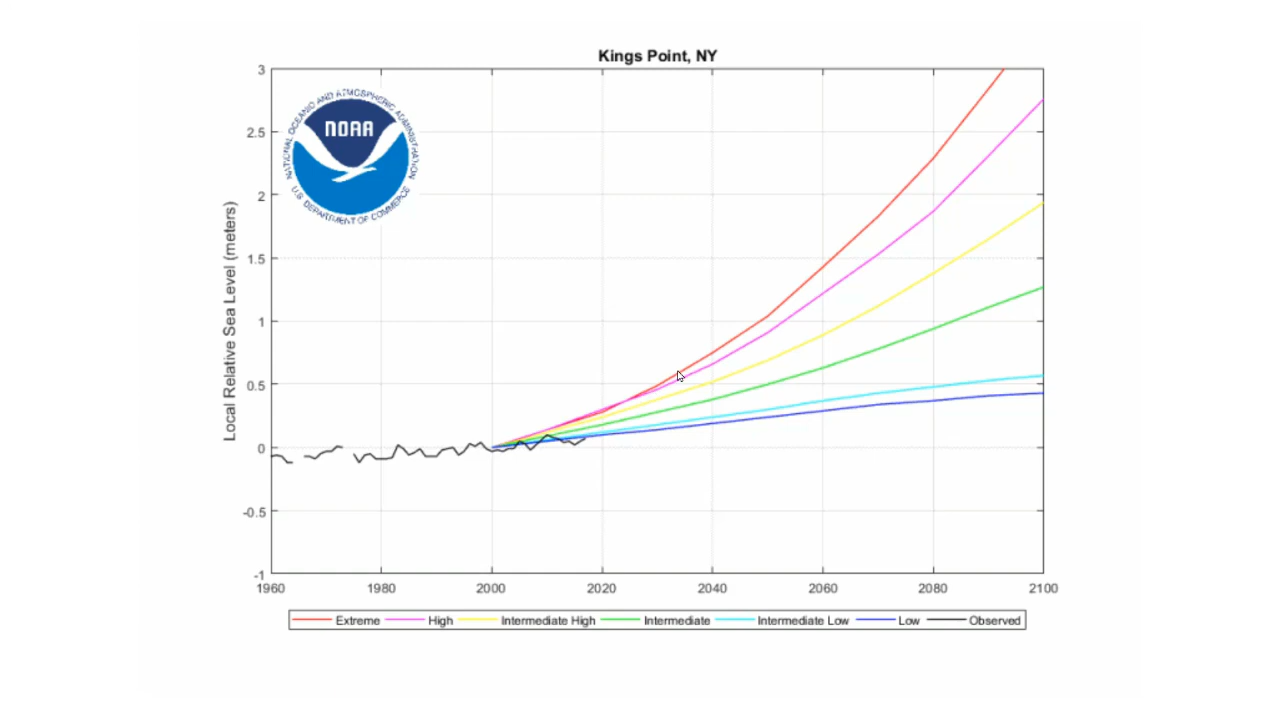 Kings Point, NY
NATIONAL OCEANIC AND ATMOSPHERIC ADMINISTRATION
NOAA
U.S. DEPARTMENT OF COMMERCE
Local Relative Sea Level (meters)
3
2.5
2
1.5
1
0.5
0
-0.5
-1
1960 1980 2000 2020 2040 2060 2080 2100
Extreme High Intermediate High Intermediate Intermediate Low Low Observed